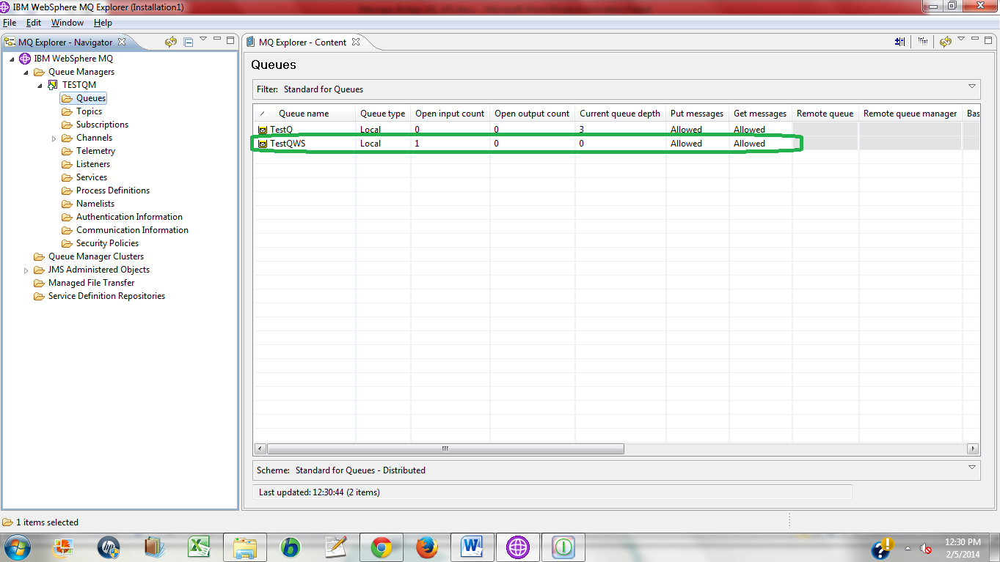 IBM WebSphere MQ Explorer (Installation1)
File Edit Window Help
MQ Explorer - Navigator
IBM WebSphere MQ
Queue Managers
TESTQM
Queues
Topics
Subscriptions
Channels
Telemetry
Listeners
Services
Process Definitions
Namelists
Authentication Information
Communication Information
Security Policies
Queue Manager Clusters
JMS Administered Objects
Managed File Transfer
Service Definition Repositories
MQ Explorer - Content
Queues
Filter: Standard for Queues
Queue name Queue type Open input count Open output count Current queue depth Put messages Get messages Remote queue Remote queue manager Bas
TestQ Local 0 0 3 Allowed Allowed
TestQWS Local 1 0 0 Allowed Allowed
Scheme: Standard for Queues - Distributed
Last updated: 12:30:44 (2 items)
1 items selected
12:30 PM
2/5/2014